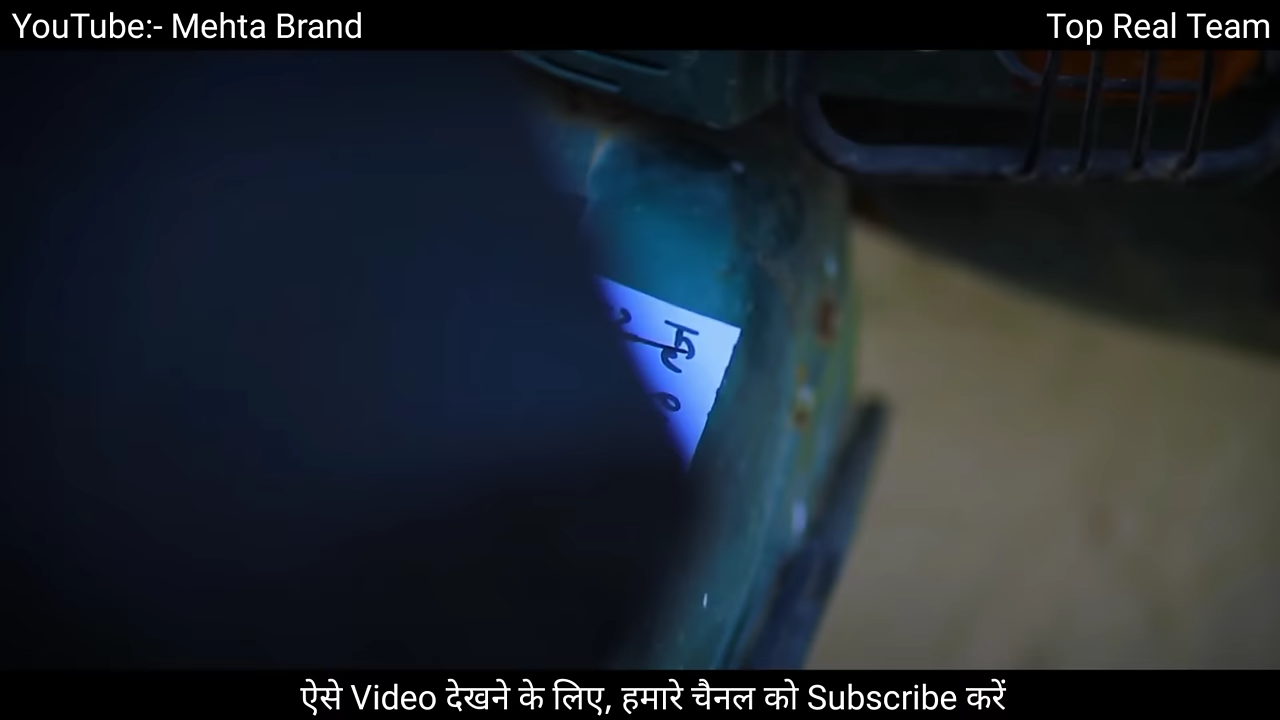 YouTube:- Mehta Brand
Top Real Team
ऐसे Video देखने के लिए, हमारे चैनल को Subscribe करें